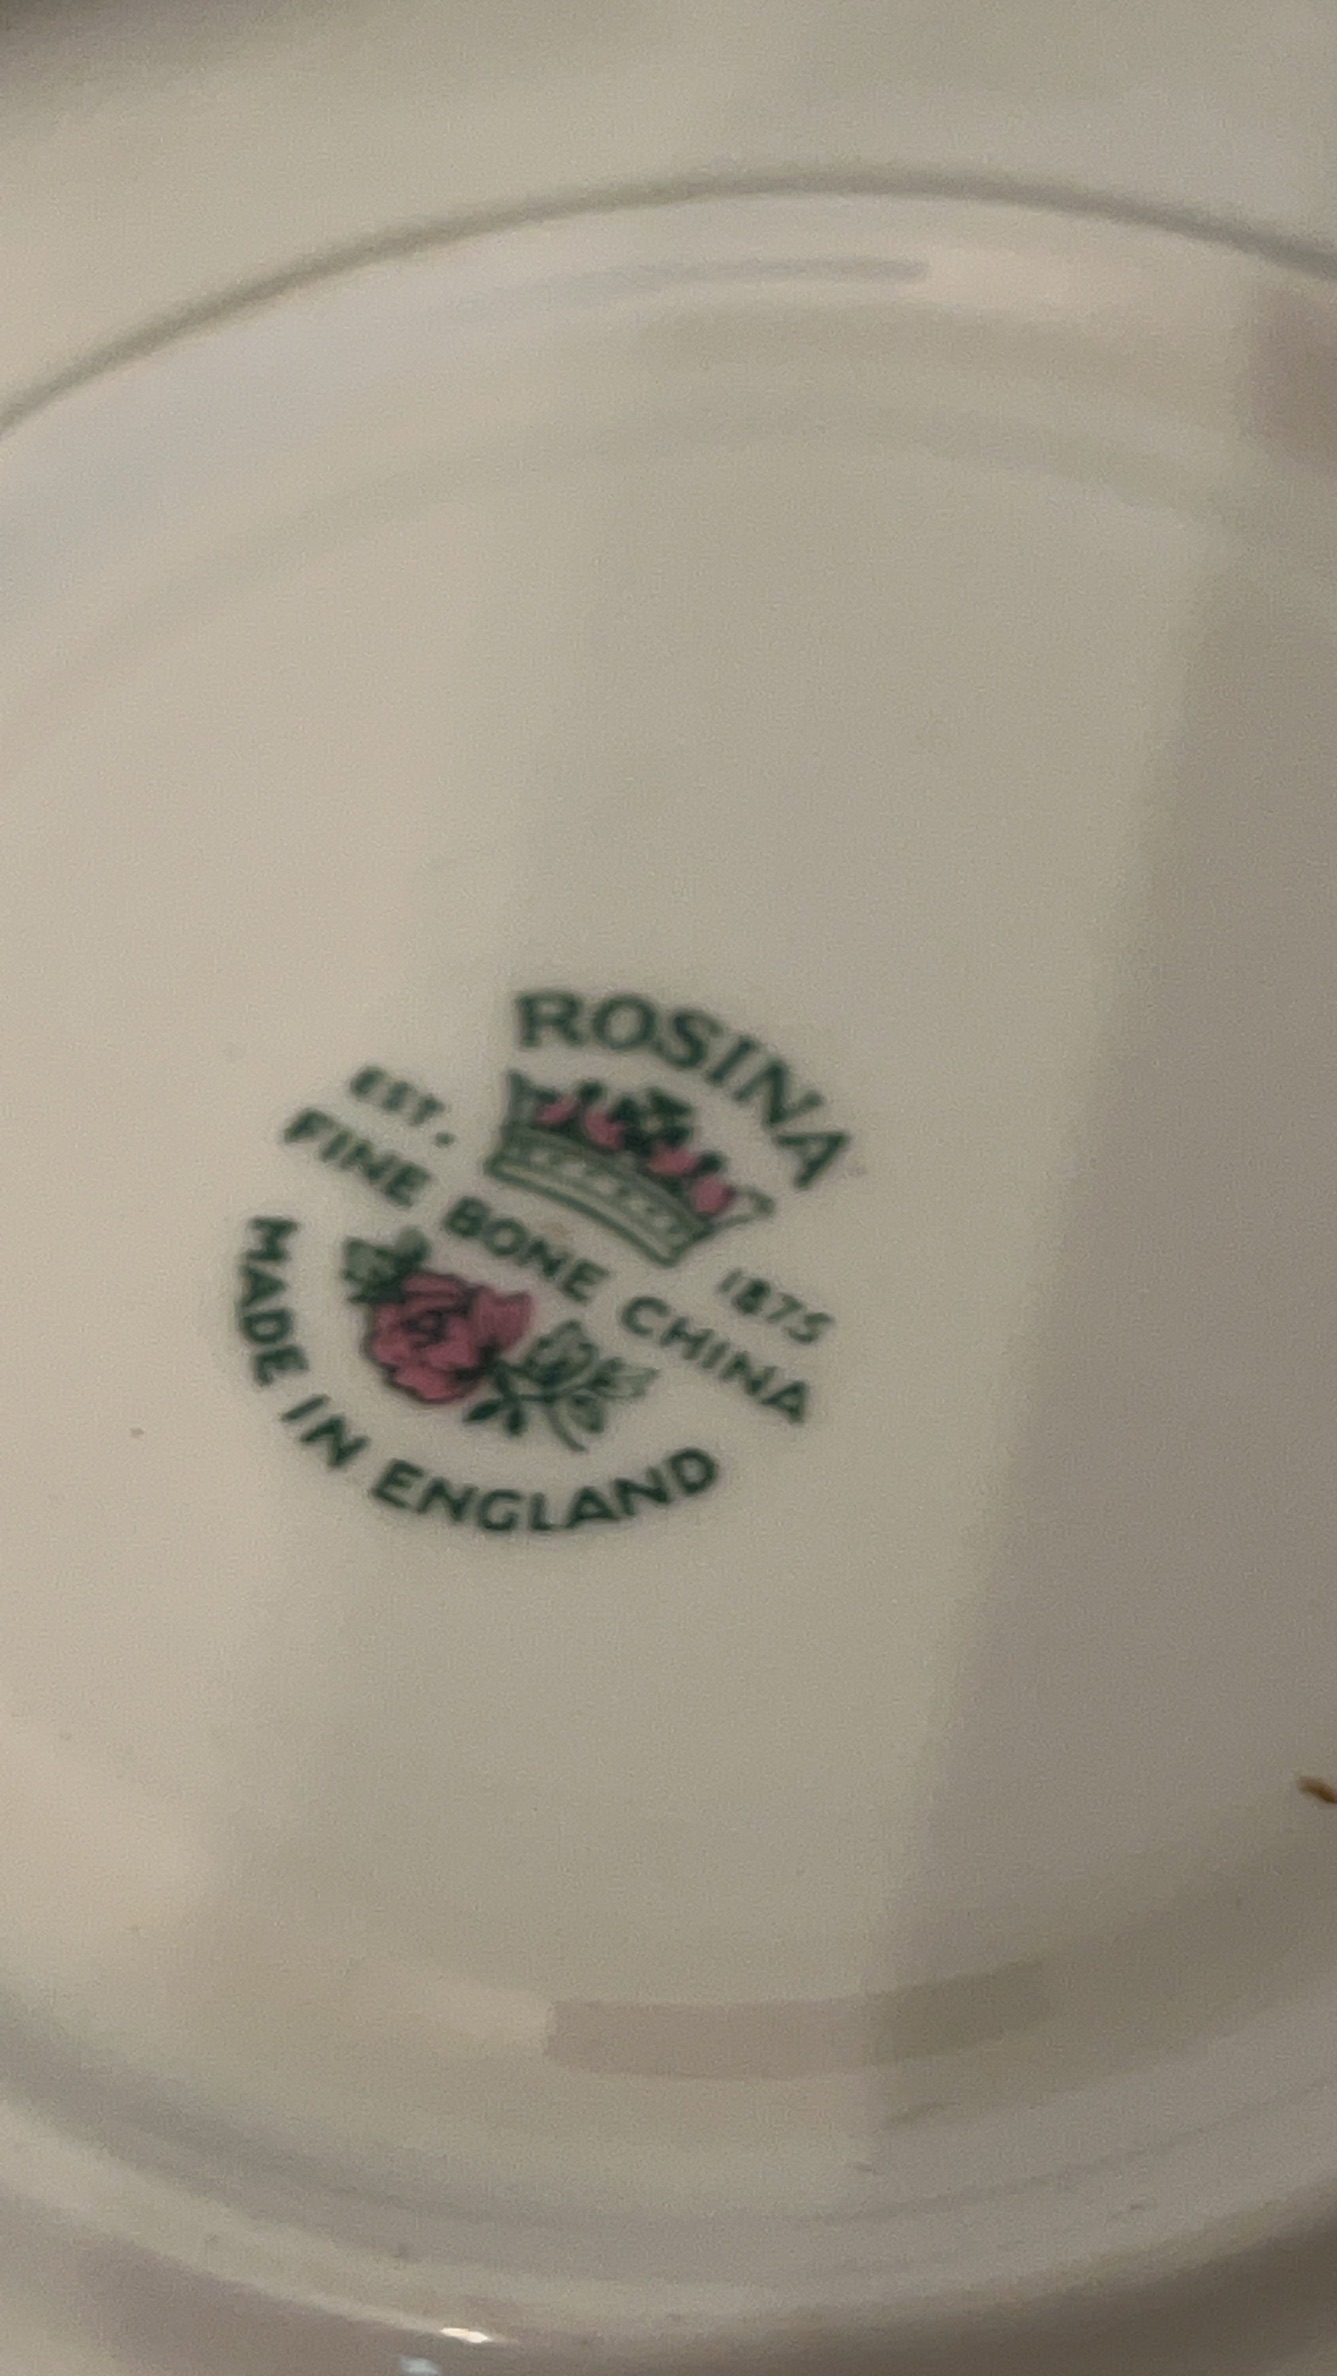 ROSINA
EST. 1875
FINE BONE CHINA
MADE IN ENGLAND